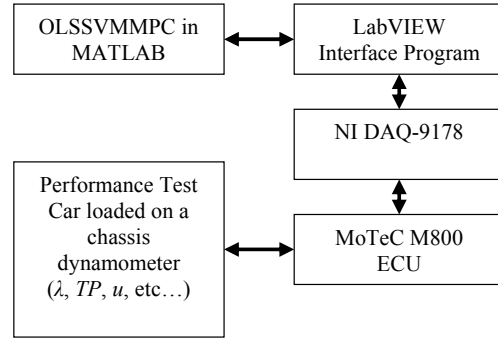 OLSSVMMPC in
MATLAB
LabVIEW
Interface Program
NI DAQ-9178
Performance Test
Car loaded on a
chassis
dynamometer
(λ, TP, u, etc…)
MoTeC M800
ECU